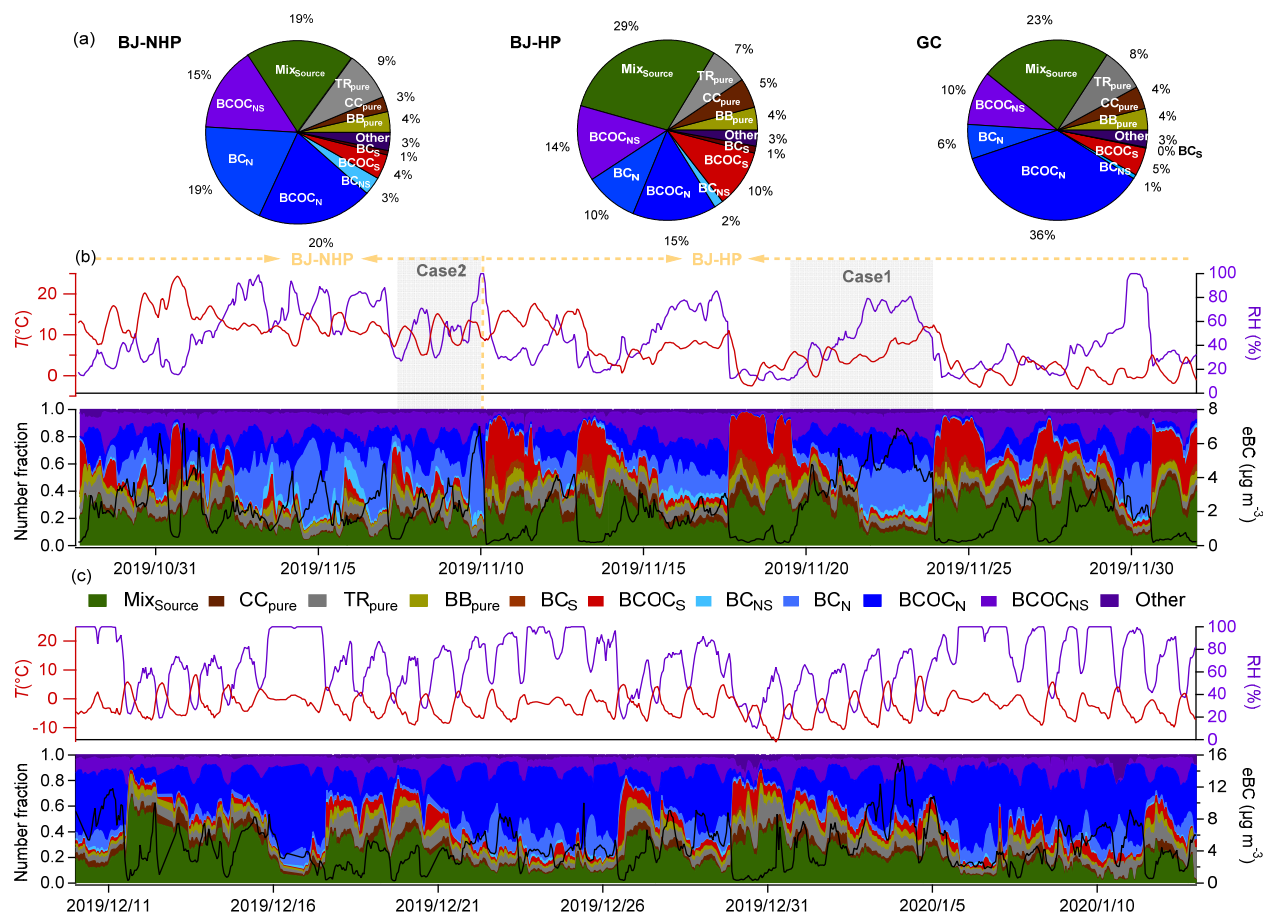 (a) BJ-NHP BJ-HP GC
19% 9% 3% 4% 3% 1% 4% 3% 20% 19% 15%
Mix_Source TR_pure CC_pure BB_pure Other BC_S BCOC_S BC_NS BCOC_N BC_N BCOC_NS
29% 7% 5% 4% 3% 1% 10% 2% 15% 10% 14%
Mix_Source TR_pure CC_pure BB_pure Other BC_S BCOC_S BC_NS BCOC_N BC_N BCOC_NS
23% 8% 4% 4% 3% 0% BC_S 5% 1% 36% 6% 10%
Mix_Source TR_pure CC_pure BB_pure Other BCOC_S BC_NS BCOC_N BC_N BCOC_NS
(b) BJ-NHP BJ-HP
Case2 Case1
T(°C)
20
10
0
RH (%)
100
80
60
40
20
0
Number fraction
1.0
0.8
0.6
0.4
0.2
0.0
eBC (µg m⁻³)
8
6
4
2
0
2019/10/31 2019/11/5 2019/11/10 2019/11/15 2019/11/20 2019/11/25 2019/11/30
(c)
Mix_Source CC_pure TR_pure BB_pure BC_S BCOC_S BC_NS BC_N BCOC_N BCOC_NS Other
T(°C)
20
10
0
-10
RH (%)
100
80
60
40
20
0
Number fraction
1.0
0.8
0.6
0.4
0.2
0.0
eBC (µg m⁻³)
16
12
8
4
0
2019/12/11 2019/12/16 2019/12/21 2019/12/26 2019/12/31 2020/1/5 2020/1/10